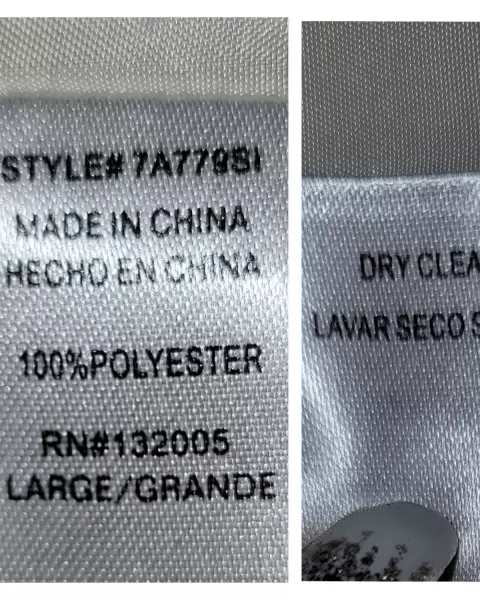 STYLE# 7A779SI
MADE IN CHINA
HECHO EN CHINA
100%POLYESTER
RN#132005
LARGE/GRANDE
DRY CLEA
LAVAR SECO S